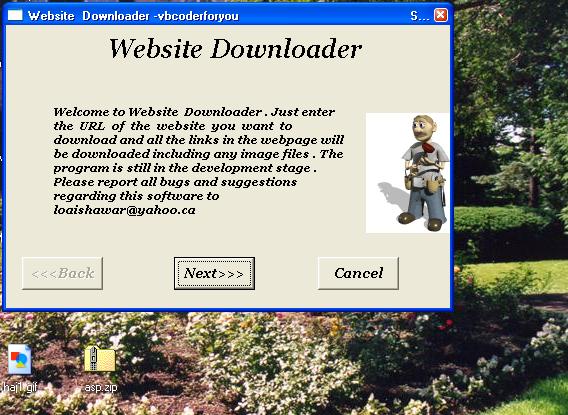 Website Downloader -vbcoderforyou S...
Website Downloader
Welcome to Website Downloader . Just enter
the URL of the website you want to
download and all the links in the webpage will
be downloaded including any image files . The
program is still in the development stage .
Please report all bugs and suggestions
regarding this software to
loaishawar@yahoo.ca
<<<Back Next>>> Cancel
haj1.gif asp.zip